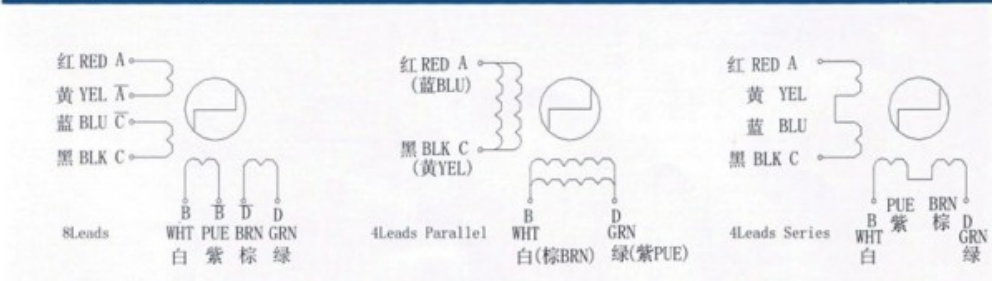 红 RED A
黄 YEL A̅
蓝 BLU C̅
黑 BLK C
B B̅ D̅ D
WHT PUE BRN GRN
白 紫 棕 绿
8Leads
红 RED A
(蓝BLU)
黑 BLK C
(黄YEL)
B D
WHT GRN
白(棕BRN) 绿(紫PUE)
4Leads Parallel
红 RED A
黄 YEL
蓝 BLU
黑 BLK C
B PUE BRN D
WHT 紫 棕 GRN
白 绿
4Leads Series